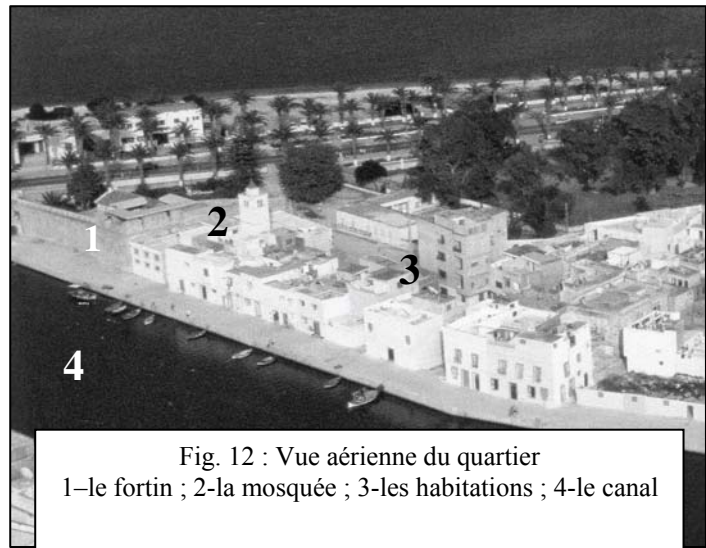 2
1
3
4
Fig. 12 : Vue aérienne du quartier
1–le fortin ; 2-la mosquée ; 3-les habitations ; 4-le canal